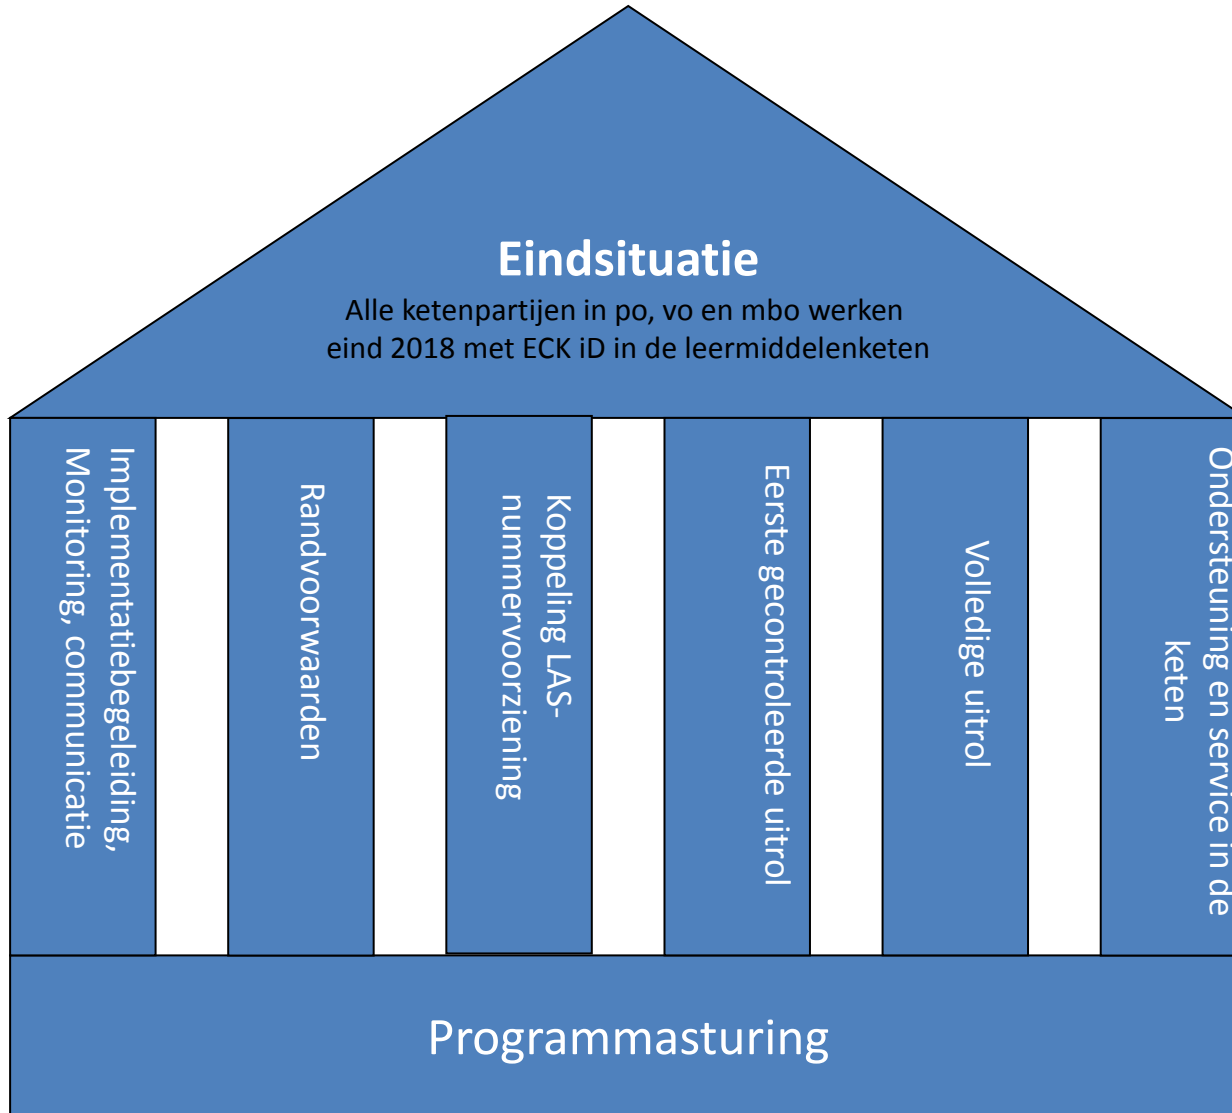 Eindsituatie
Alle ketenpartijen in po, vo en mbo werken
eind 2018 met ECK iD in de leermiddelenketen
Implementatiebegeleiding,
Monitoring, communicatie
Randvoorwaarden
Koppeling LAS-
nummervoorziening
Eerste gecontroleerde uitrol
Volledige uitrol
Ondersteuning en service in de
keten
Programmasturing